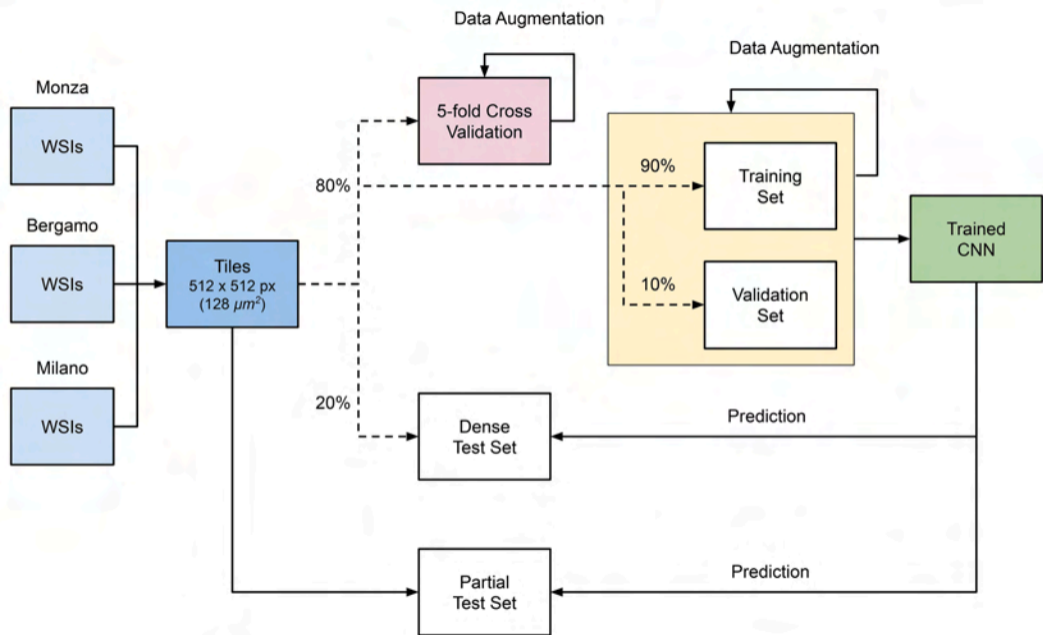 Data Augmentation
Data Augmentation
Monza
WSIs
5-fold Cross
Validation
80%
90%
Training
Set
Bergamo
WSIs
Tiles
512 x 512 px
(128 µm²)
Trained
CNN
10%
Validation
Set
Milano
WSIs
20%
Dense
Test Set
Prediction
Partial
Test Set
Prediction